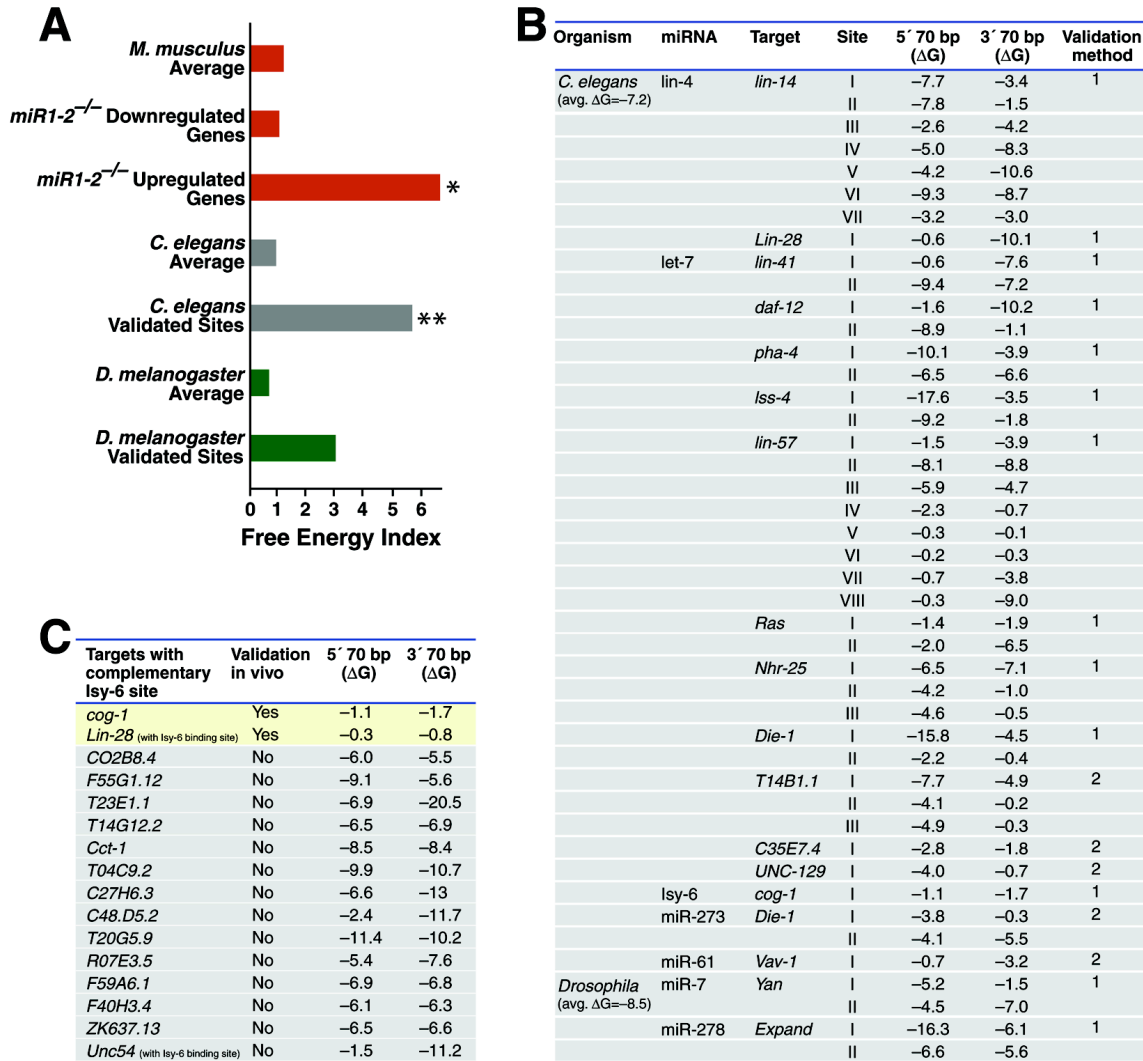 A
M. musculus
Average
miR1-2−/− Downregulated
Genes
miR1-2−/− Upregulated
Genes
*
C. elegans
Average
C. elegans
Validated Sites
**
D. melanogaster
Average
D. melanogaster
Validated Sites
0 1 2 3 4 5 6
Free Energy Index
B
Organism miRNA Target Site 5´ 70 bp (ΔG) 3´ 70 bp (ΔG) Validation method
C. elegans lin-4 lin-14 I −7.7 −3.4 1
(avg. ΔG=−7.2) II −7.8 −1.5
III −2.6 −4.2
IV −5.0 −8.3
V −4.2 −10.6
VI −9.3 −8.7
VII −3.2 −3.0
Lin-28 I −0.6 −10.1 1
let-7 lin-41 I −0.6 −7.6 1
II −9.4 −7.2
daf-12 I −1.6 −10.2 1
II −8.9 −1.1
pha-4 I −10.1 −3.9 1
II −6.5 −6.6
lss-4 I −17.6 −3.5 1
II −9.2 −1.8
lin-57 I −1.5 −3.9 1
II −8.1 −8.8
III −5.9 −4.7
IV −2.3 −0.7
V −0.3 −0.1
VI −0.2 −0.3
VII −0.7 −3.8
VIII −0.3 −9.0
Ras I −1.4 −1.9 1
II −2.0 −6.5
Nhr-25 I −6.5 −7.1 1
II −4.2 −1.0
III −4.6 −0.5
Die-1 I −15.8 −4.5 1
II −2.2 −0.4
T14B1.1 I −7.7 −4.9 2
II −4.1 −0.2
III −4.9 −0.3
C35E7.4 I −2.8 −1.8 2
UNC-129 I −4.0 −0.7 2
lsy-6 cog-1 I −1.1 −1.7 1
miR-273 Die-1 I −3.8 −0.3 2
II −4.1 −5.5
miR-61 Vav-1 I −0.7 −3.2 2
Drosophila miR-7 Yan I −5.2 −1.5 1
(avg. ΔG=−8.5) II −4.5 −7.0
miR-278 Expand I −16.3 −6.1 1
II −6.6 −5.6
C
Targets with Validation 5´ 70 bp 3´ 70 bp
complementary in vivo (ΔG) (ΔG)
lsy-6 site
cog-1 Yes −1.1 −1.7
Lin-28 (with lsy-6 binding site) Yes −0.3 −0.8
CO2B8.4 No −6.0 −5.5
F55G1.12 No −9.1 −5.6
T23E1.1 No −6.9 −20.5
T14G12.2 No −6.5 −6.9
Cct-1 No −8.5 −8.4
T04C9.2 No −9.9 −10.7
C27H6.3 No −6.6 −13
C48.D5.2 No −2.4 −11.7
T20G5.9 No −11.4 −10.2
R07E3.5 No −5.4 −7.6
F59A6.1 No −6.9 −6.8
F40H3.4 No −6.1 −6.3
ZK637.13 No −6.5 −6.6
Unc54 (with lsy-6 binding site) No −1.5 −11.2